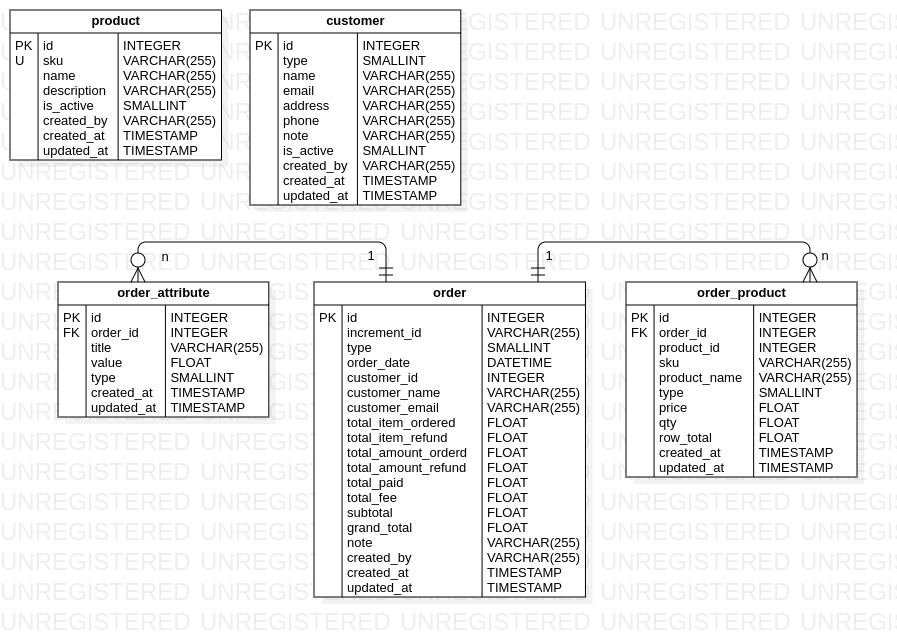 product
PK id INTEGER
U sku VARCHAR(255)
name VARCHAR(255)
description VARCHAR(255)
is_active SMALLINT
created_by VARCHAR(255)
created_at TIMESTAMP
updated_at TIMESTAMP
customer
PK id INTEGER
type SMALLINT
name VARCHAR(255)
email VARCHAR(255)
address VARCHAR(255)
phone VARCHAR(255)
note VARCHAR(255)
is_active SMALLINT
created_by VARCHAR(255)
created_at TIMESTAMP
updated_at TIMESTAMP
n 1 1 n
order_attribute
PK id INTEGER
FK order_id INTEGER
title VARCHAR(255)
value FLOAT
type SMALLINT
created_at TIMESTAMP
updated_at TIMESTAMP
order
PK id INTEGER
increment_id VARCHAR(255)
type SMALLINT
order_date DATETIME
customer_id INTEGER
customer_name VARCHAR(255)
customer_email VARCHAR(255)
total_item_ordered FLOAT
total_item_refund FLOAT
total_amount_orderd FLOAT
total_amount_refund FLOAT
total_paid FLOAT
total_fee FLOAT
subtotal FLOAT
grand_total FLOAT
note VARCHAR(255)
created_by VARCHAR(255)
created_at TIMESTAMP
updated_at TIMESTAMP
order_product
PK id INTEGER
FK order_id INTEGER
product_id INTEGER
sku VARCHAR(255)
product_name VARCHAR(255)
type SMALLINT
price FLOAT
qty FLOAT
row_total FLOAT
created_at TIMESTAMP
updated_at TIMESTAMP
UNREGISTERED